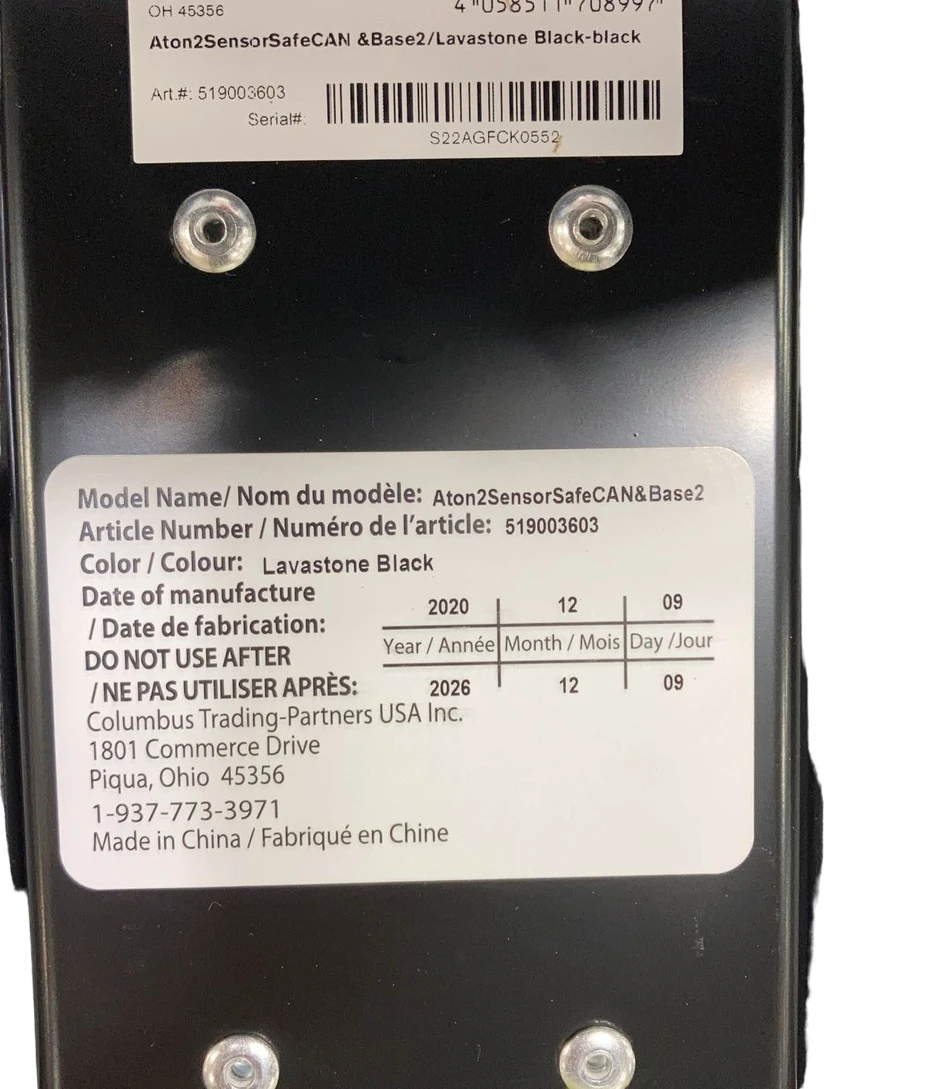 OH 45356
4 058511 708997
Aton2SensorSafeCAN &Base2/Lavastone Black-black
Art.#: 519003603
Serial#:
S22AGFCK0552
Model Name/ Nom du modèle: Aton2SensorSafeCAN&Base2
Article Number / Numéro de l'article: 519003603
Color / Colour: Lavastone Black
Date of manufacture
/ Date de fabrication:
2020 12 09
Year / Année Month / Mois Day /Jour
DO NOT USE AFTER
/ NE PAS UTILISER APRÈS:
2026 12 09
Columbus Trading-Partners USA Inc.
1801 Commerce Drive
Piqua, Ohio 45356
1-937-773-3971
Made in China / Fabriqué en Chine